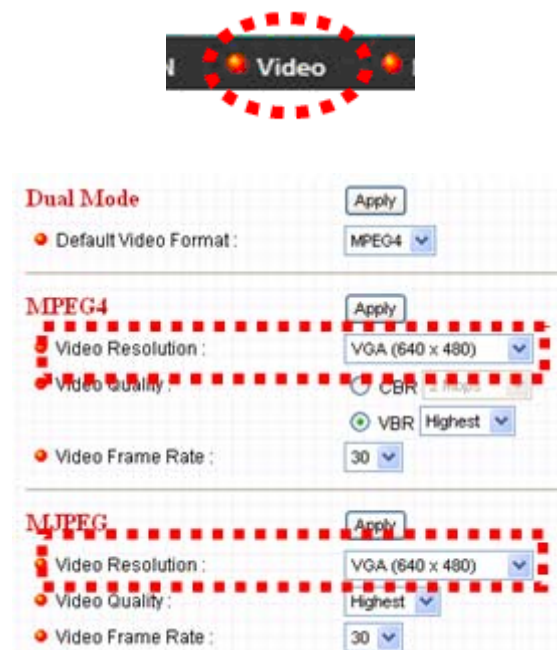 Video
Dual Mode Apply
Default Video Format : MPEG4
MPEG4 Apply
Video Resolution : VGA (640 x 480)
Video Quality : CBR
VBR Highest
Video Frame Rate : 30
MJPEG Apply
Video Resolution : VGA (640 x 480)
Video Quality : Highest
Video Frame Rate : 30